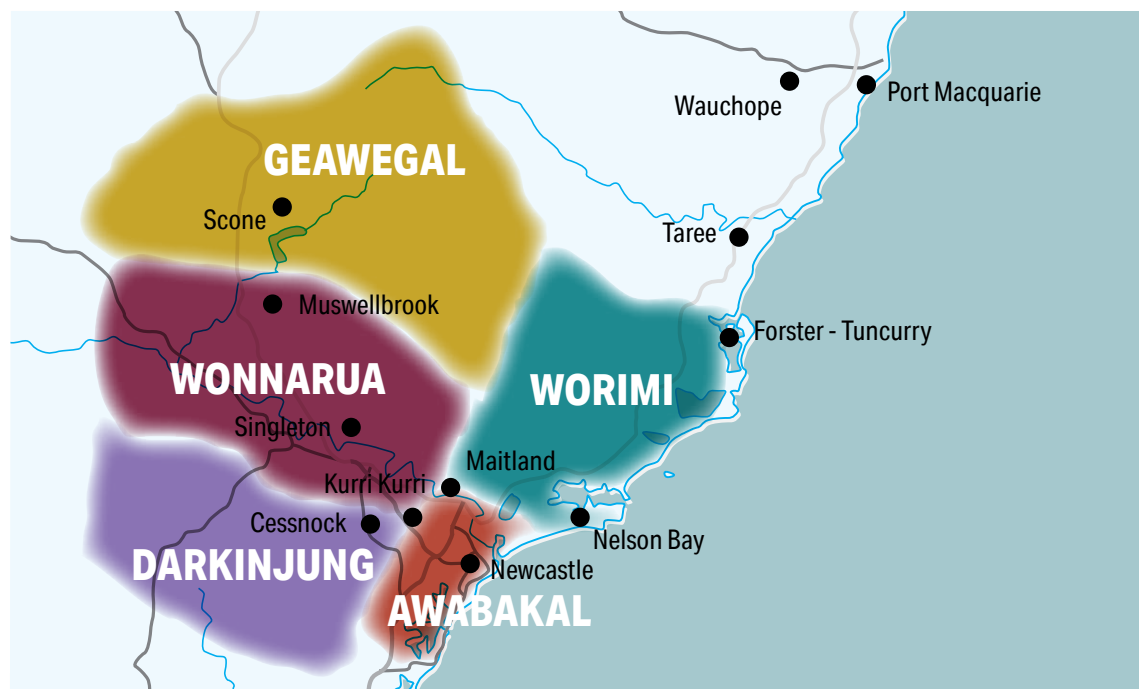 Wauchope
Port Macquarie
GEAWEGAL
Scone
Taree
Muswellbrook
Forster - Tuncurry
WONNARUA
WORIMI
Singleton
Maitland
Kurri Kurri
Cessnock
Nelson Bay
DARKINJUNG
Newcastle
AWABAKAL